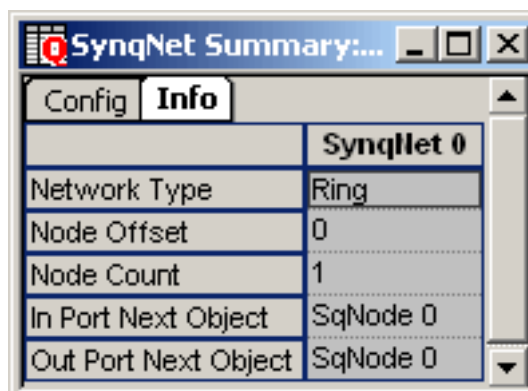 SynqNet Summary:...
Config Info
SynqNet 0
Network Type Ring
Node Offset 0
Node Count 1
In Port Next Object SqNode 0
Out Port Next Object SqNode 0